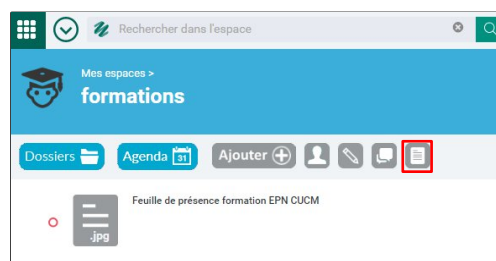 Rechercher dans l'espace
Mes espaces >
formations
Dossiers
Agenda 31
Ajouter
Feuille de présence formation EPN CUCM
.jpg